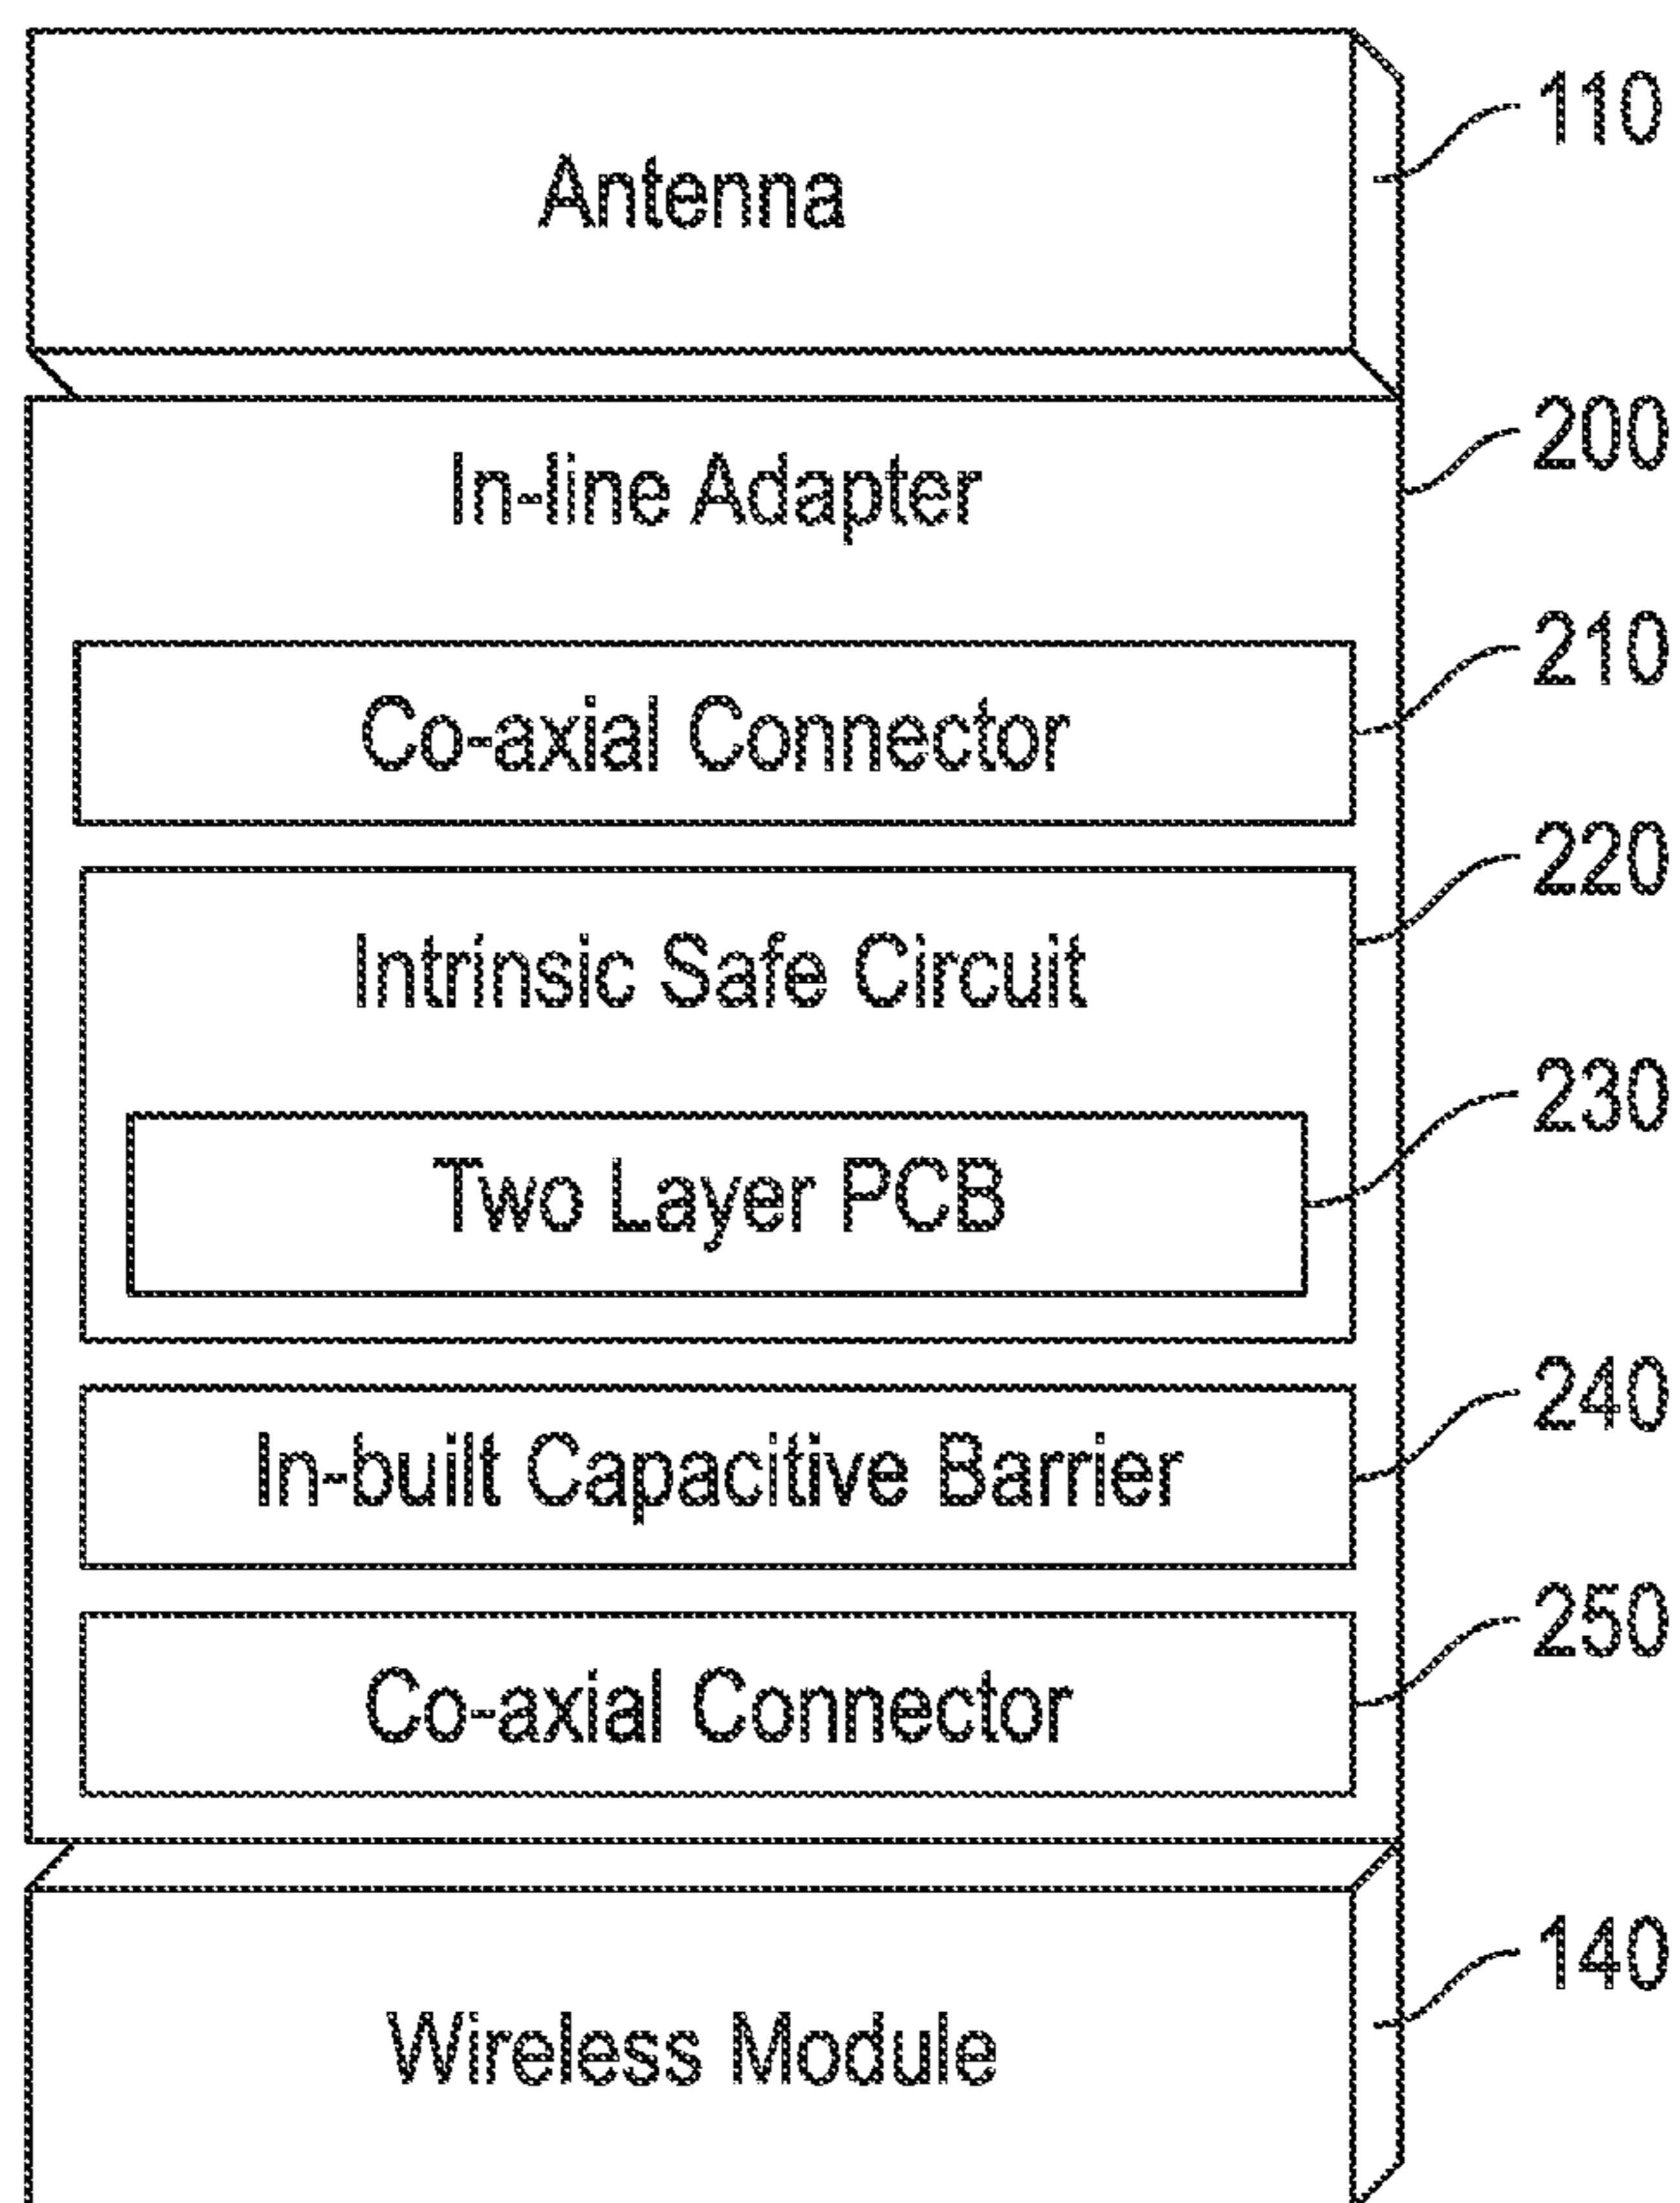 Antenna
110
In-line Adapter
200
Co-axial Connector
210
Intrinsic Safe Circuit
220
Two Layer PCB
230
In-built Capacitive Barrier
240
Co-axial Connector
250
Wireless Module
140